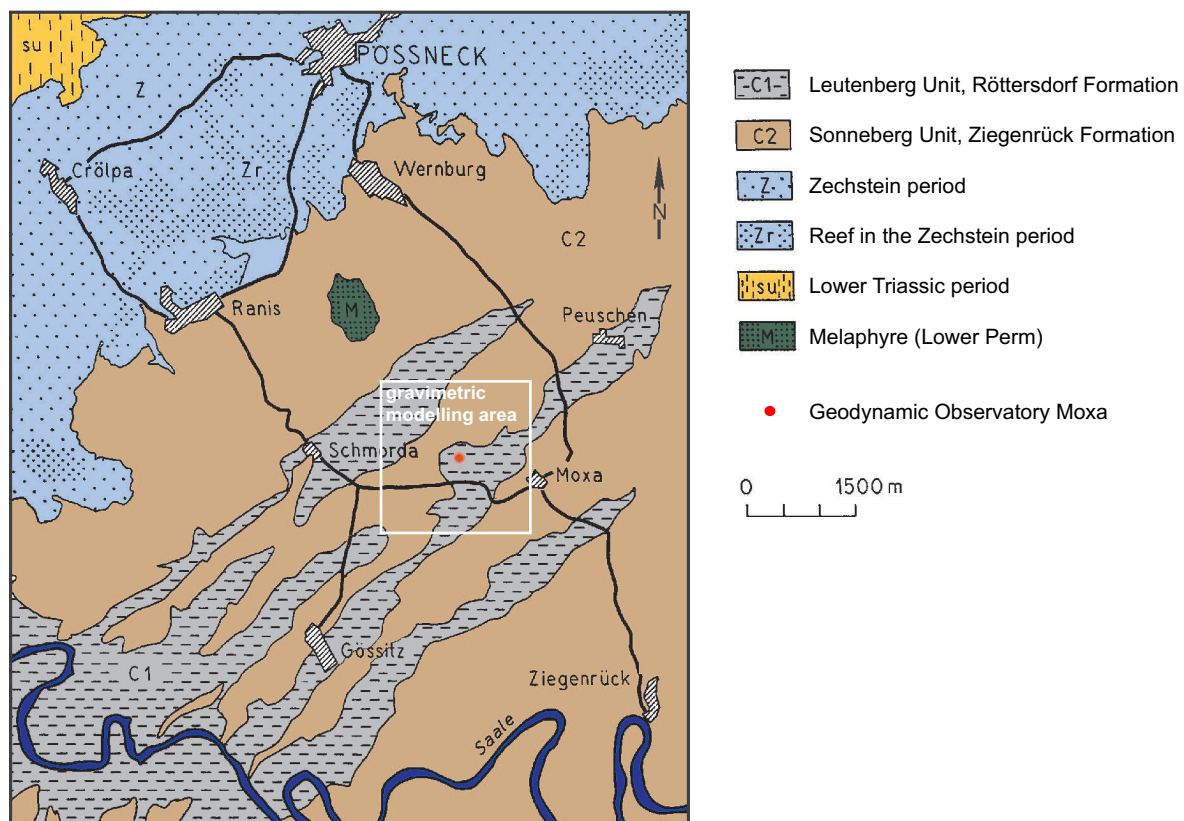 su
PÖSSNECK
Z
Zr
Crölpa
Wernburg
N
C2
Ranis
M
Peuschen
gravimetric
modelling area
Schmorda
Moxa
Gössitz
C1
Ziegenrück
Saale
-C1- Leutenberg Unit, Röttersdorf Formation
C2 Sonneberg Unit, Ziegenrück Formation
Z Zechstein period
Zr Reef in the Zechstein period
su Lower Triassic period
M Melaphyre (Lower Perm)
Geodynamic Observatory Moxa
0 1500 m